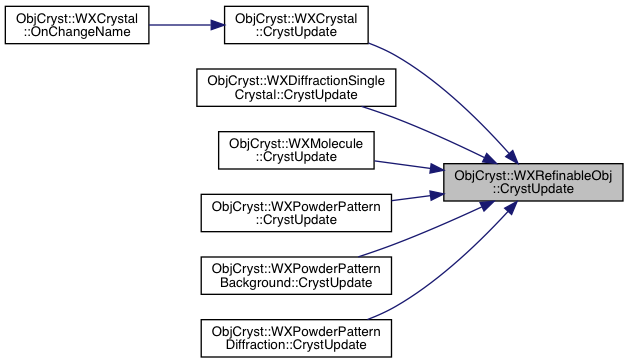 ObjCryst::WXCrystal
::OnChangeName
ObjCryst::WXCrystal
::CrystUpdate
ObjCryst::WXDiffractionSingle
Crystal::CrystUpdate
ObjCryst::WXMolecule
::CrystUpdate
ObjCryst::WXRefinableObj
::CrystUpdate
ObjCryst::WXPowderPattern
::CrystUpdate
ObjCryst::WXPowderPattern
Background::CrystUpdate
ObjCryst::WXPowderPattern
Diffraction::CrystUpdate